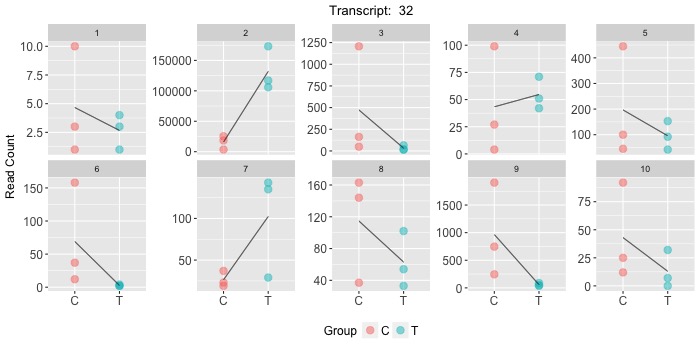 Transcript: 32
1 2 3 4 5
10.0 7.5 5.0 2.5
150000 100000 50000 0
1250 1000 750 500 250 0
100 75 50 25 0
400 300 200 100
Read Count
6 7 8 9 10
150 100 50 0
100 50
160 120 80 40
1500 1000 500 0
75 50 25 0
C T C T C T C T C T
Group C T